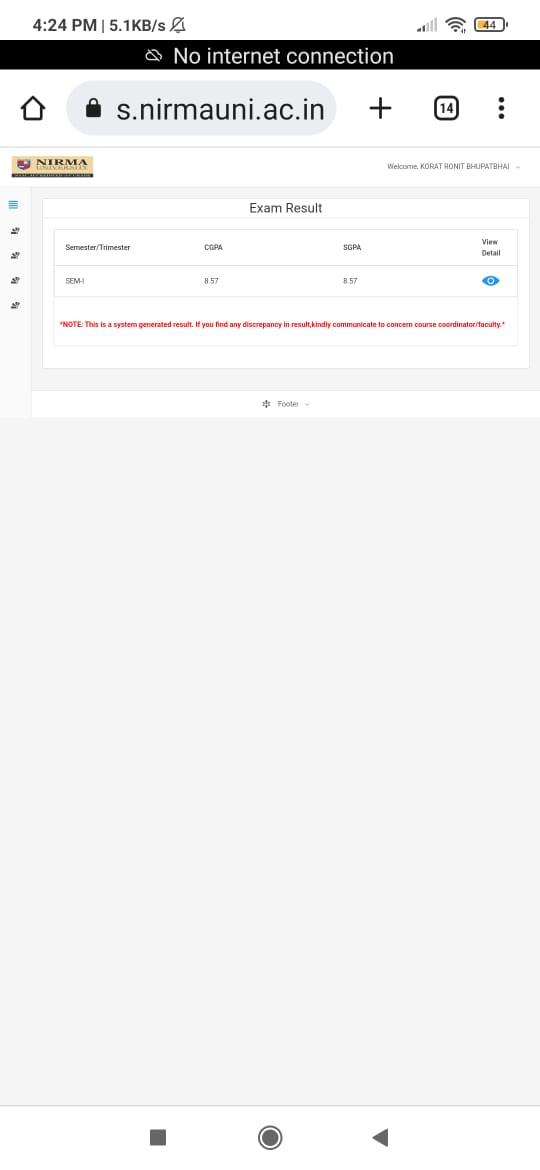 4:24 PM | 5.1KB/s
44
No internet connection
s.nirmauni.ac.in
14
NIRMA
UNIVERSITY
Welcome, KORAT RONIT BHUPATBHAI
Exam Result
Semester/Trimester CGPA SGPA View Detail
SEM-I 8.57 8.57
*NOTE: This is a system generated result. If you find any discrepancy in result,kindly communicate to concern course coordinator/faculty.*
Footer